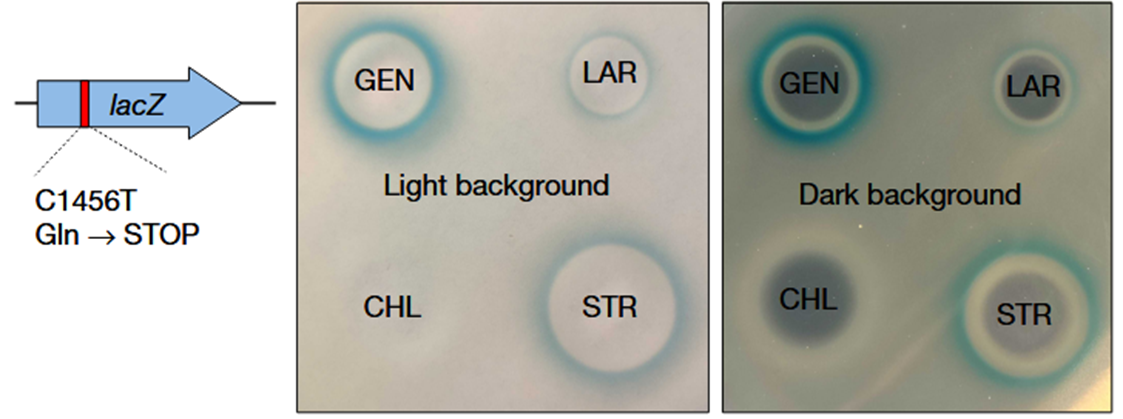 lacZ
C1456T
Gln → STOP
GEN
LAR
Light background
CHL
STR
GEN
LAR
Dark background
CHL
STR